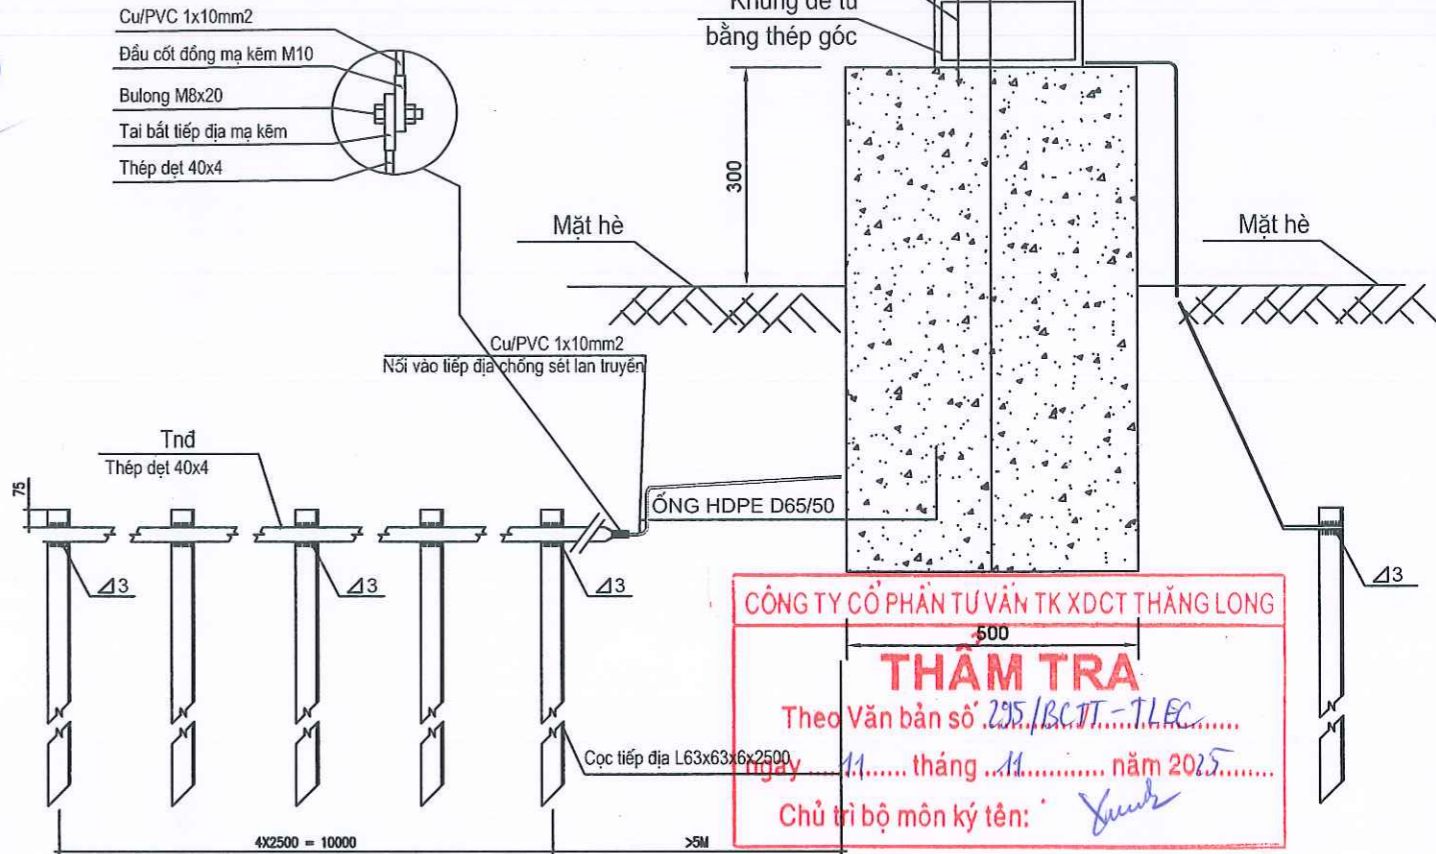 Cu/PVC 1x10mm2
Đầu cốt đồng mạ kẽm M10
Bulong M8x20
Tai bắt tiếp địa mạ kẽm
Thép dẹt 40x4
Khung đế tủ
bằng thép góc
300
Mặt hè
Mặt hè
Cu/PVC 1x10mm2
Nối vào tiếp địa chống sét lan truyền
Tnđ
Thép dẹt 40x4
75
ỐNG HDPE D65/50
⊿3
⊿3
⊿3
⊿3
CÔNG TY CỔ PHẦN TƯ VẤN TK XDCT THĂNG LONG
500
THẨM TRA
Theo Văn bản số 295/BCTT-TLEC
ngày 11 tháng 11 năm 2025
Chủ trì bộ môn ký tên:
N
N
N
N
N
N
N
N
N
N
N
N
Cọc tiếp địa L63x63x6x2500
4X2500 = 10000
>5M